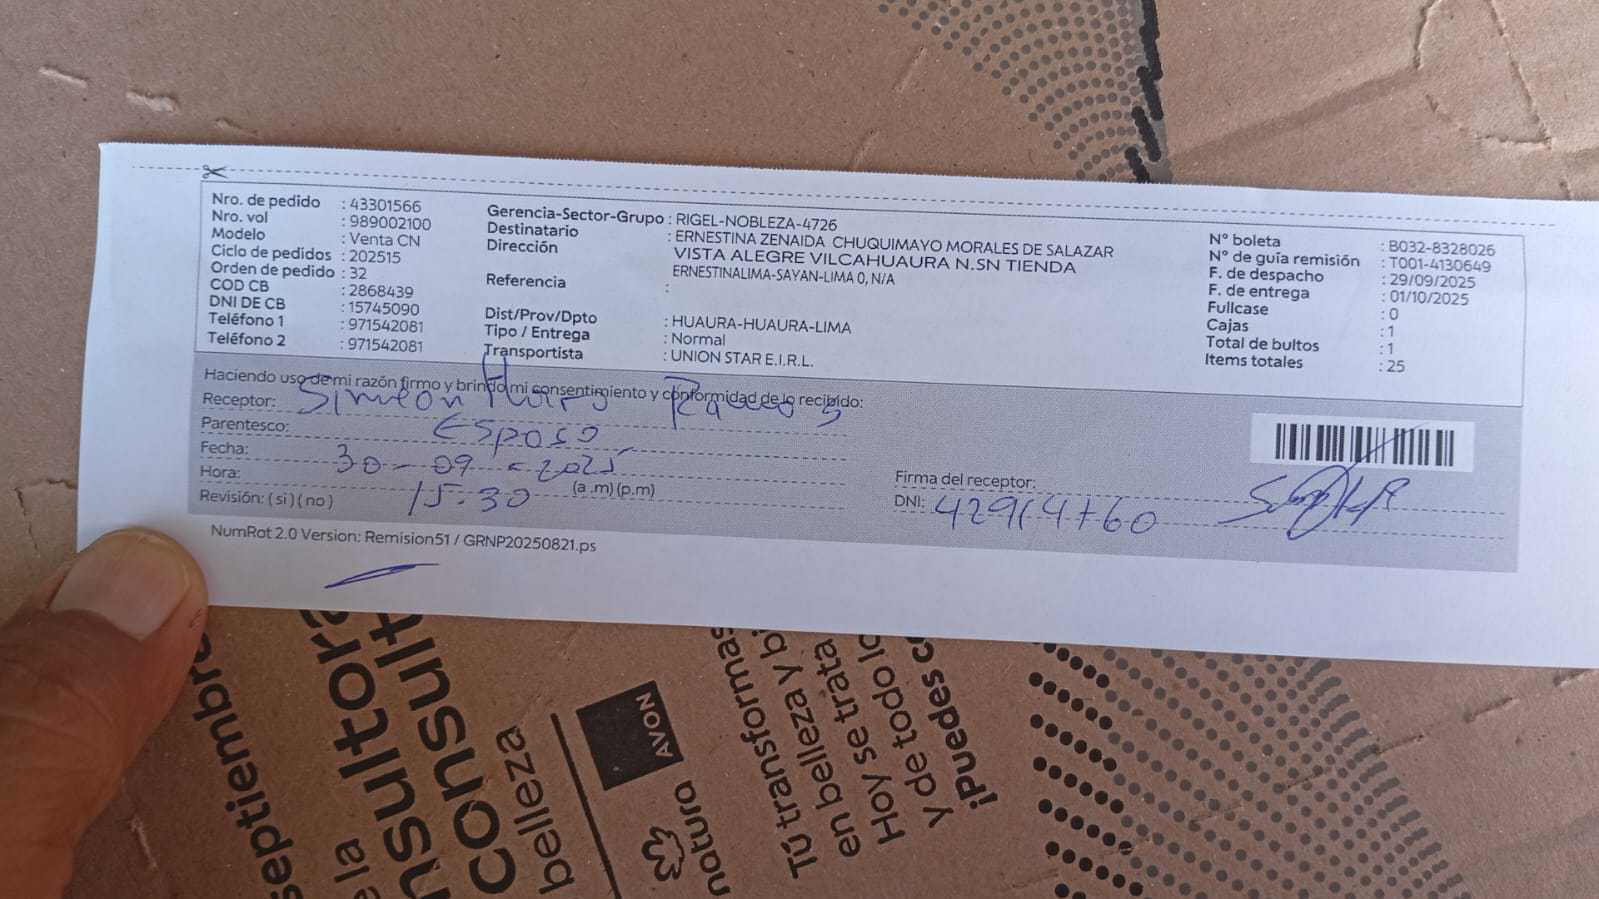 Nro. de pedido : 43301566
Nro. vol : 989002100
Modelo : Venta CN
Ciclo de pedidos : 202515
Orden de pedido : 32
COD CB : 2868439
DNI DE CB : 15745090
Teléfono 1 : 971542081
Teléfono 2 : 971542081
Gerencia-Sector-Grupo : RIGEL-NOBLEZA-4726
Destinatario : ERNESTINA ZENAIDA CHUQUIMAYO MORALES DE SALAZAR
Dirección VISTA ALEGRE VILCAHUAURA N.SN TIENDA
ERNESTINALIMA-SAYAN-LIMA 0, N/A
Referencia :
Dist/Prov/Dpto : HUAURA-HUAURA-LIMA
Tipo / Entrega : Normal
Transportista : UNION STAR E.I.R.L.
N° boleta : B032-8328026
N° de guía remisión : T001-4130649
F. de despacho : 29/09/2025
F. de entrega : 01/10/2025
Fullcase : 0
Cajas : 1
Total de bultos : 1
Items totales : 25
Haciendo uso de mi razón firmo y brindo mi consentimiento y conformidad de lo recibido:
Receptor: Simeon Ramos
Parentesco: Esposo
Fecha: 30-09-2025
Hora: 15:30 (a.m)(p.m)
Revisión: ( si ) ( no )
Firma del receptor:
DNI:
NumRot 2.0 Version: Remision51 / GRNP20250821.ps
septiembre
la
consultora
consult
belleza
AVON
natura
Tú transformas
en belleza y bi
Hoy se trata
y de todo lo
¡Puedes c